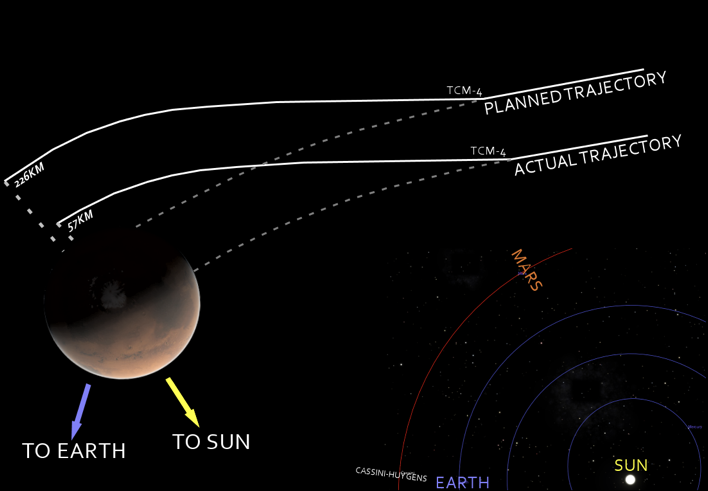 TCM-4
PLANNED TRAJECTORY
TCM-4
ACTUAL TRAJECTORY
226KM
57KM
MARS
TO EARTH
TO SUN
CASSINI-HUYGENS
EARTH
SUN